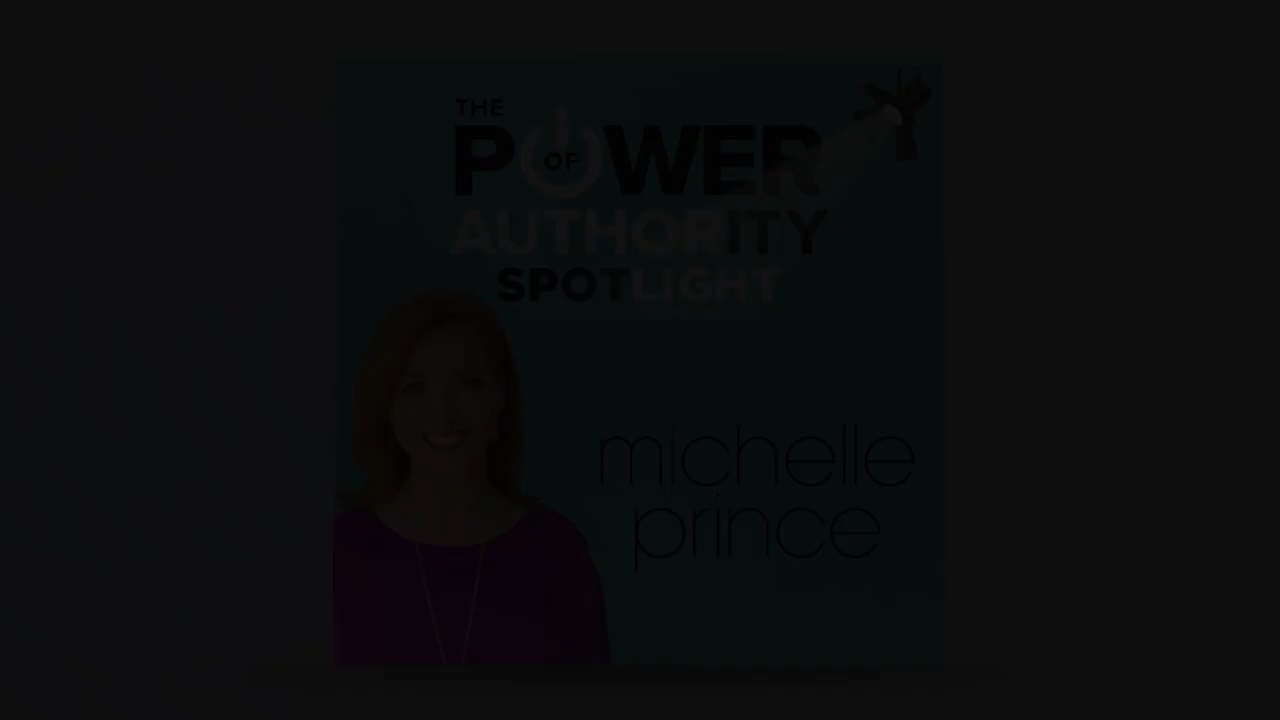 THE
POWER
OF
AUTHORITY
SPOTLIGHT
michelle
prince